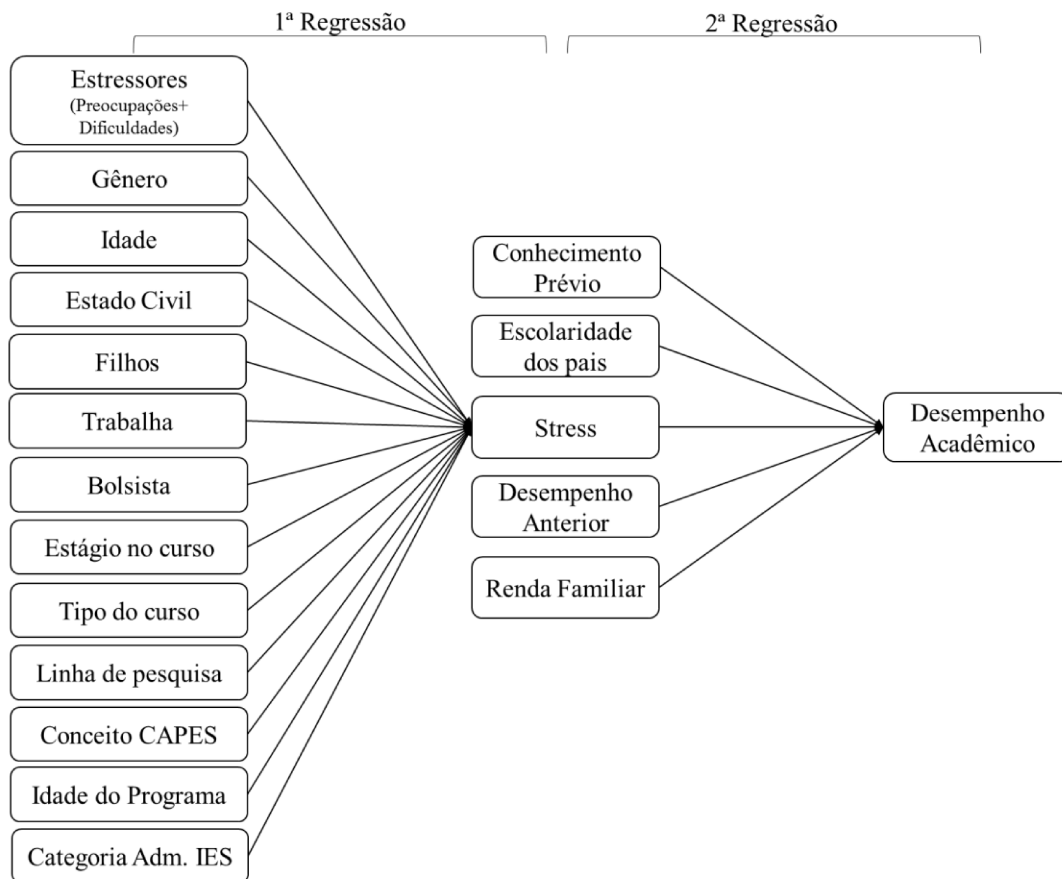 1ª Regressão
2ª Regressão
Estressores
(Preocupações+
Dificuldades)
Gênero
Idade
Estado Civil
Filhos
Trabalha
Bolsista
Estágio no curso
Tipo do curso
Linha de pesquisa
Conceito CAPES
Idade do Programa
Categoria Adm. IES
Conhecimento
Prévio
Escolaridade
dos pais
Stress
Desempenho
Anterior
Renda Familiar
Desempenho
Acadêmico